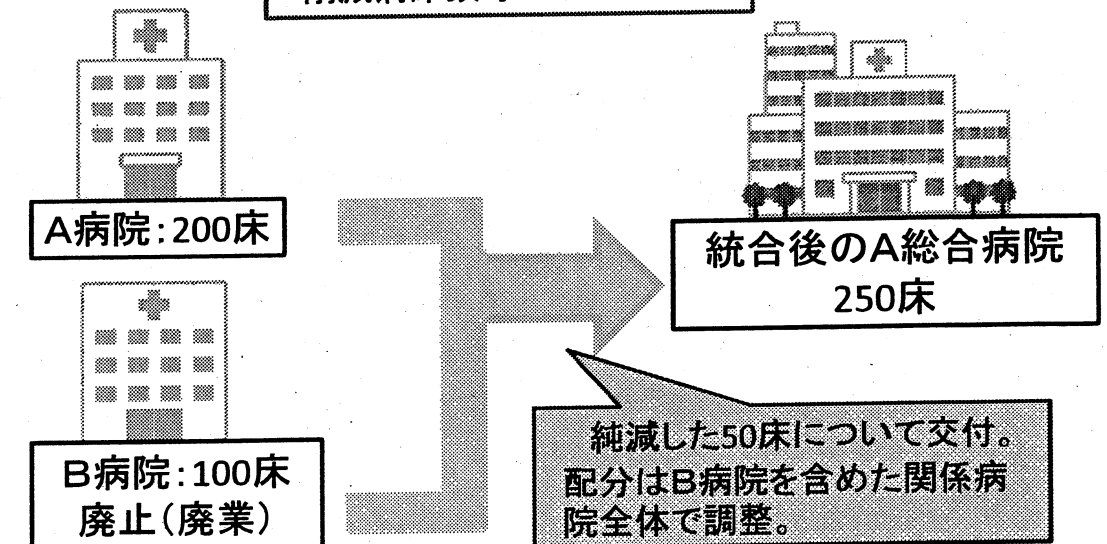 A病院：200床
統合後のA総合病院
250床
B病院：100床
廃止（廃業）
純減した50床について交付。
配分はB病院を含めた関係病
院全体で調整。